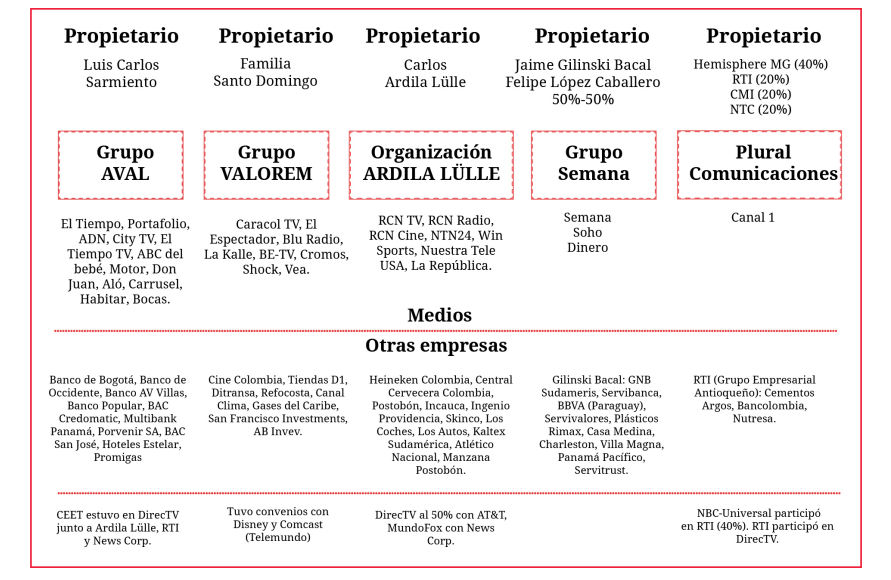 Propietario
Luis Carlos
Sarmiento
Grupo
AVAL
El Tiempo, Portafolio,
ADN, City TV, El
Tiempo TV, ABC del
bebé, Motor, Don
Juan, Aló, Carrusel,
Habitar, Bocas.
Propietario
Familia
Santo Domingo
Grupo
VALOREM
Caracol TV, El
Espectador, Blu Radio,
La Kalle, BE-TV, Cromos,
Shock, Vea.
Propietario
Carlos
Ardila Lülle
Organización
ARDILA LÜLLE
RCN TV, RCN Radio,
RCN Cine, NTN24, Win
Sports, Nuestra Tele
USA, La República.
Propietario
Jaime Gilinski Bacal
Felipe López Caballero
50%-50%
Grupo
Semana
Semana
Soho
Dinero
Propietario
Hemisphere MG (40%)
RTI (20%)
CMI (20%)
NTC (20%)
Plural
Comunicaciones
Canal 1
Medios
Otras empresas
Banco de Bogotá, Banco de
Occidente, Banco AV Villas,
Banco Popular, BAC
Credomatic, Multibank
Panamá, Porvenir SA, BAC
San José, Hoteles Estelar,
Promigas
Cine Colombia, Tiendas D1,
Ditransa, Refocosta, Canal
Clima, Gases del Caribe,
San Francisco Investments,
AB Invev.
Heineken Colombia, Central
Cervecera Colombia,
Postobón, Incauca, Ingenio
Providencia, Skinco, Los
Coches, Los Autos, Kaltex
Sudamérica, Atlético
Nacional, Manzana
Postobón.
Gilinski Bacal: GNB
Sudameris, Servibanca,
BBVA (Paraguay),
Servivalores, Plásticos
Rimax, Casa Medina,
Charleston, Villa Magna,
Panamá Pacífico,
Servitrust.
RTI (Grupo Empresarial
Antioqueño): Cementos
Argos, Bancolombia,
Nutresa.
CEET estuvo en DirecTV
junto a Ardila Lülle, RTI
y News Corp.
Tuvo convenios con
Disney y Comcast
(Telemundo)
DirecTV al 50% con AT&T,
MundoFox con News
Corp.
NBC-Universal participó
en RTI (40%). RTI participó en
DirecTV.